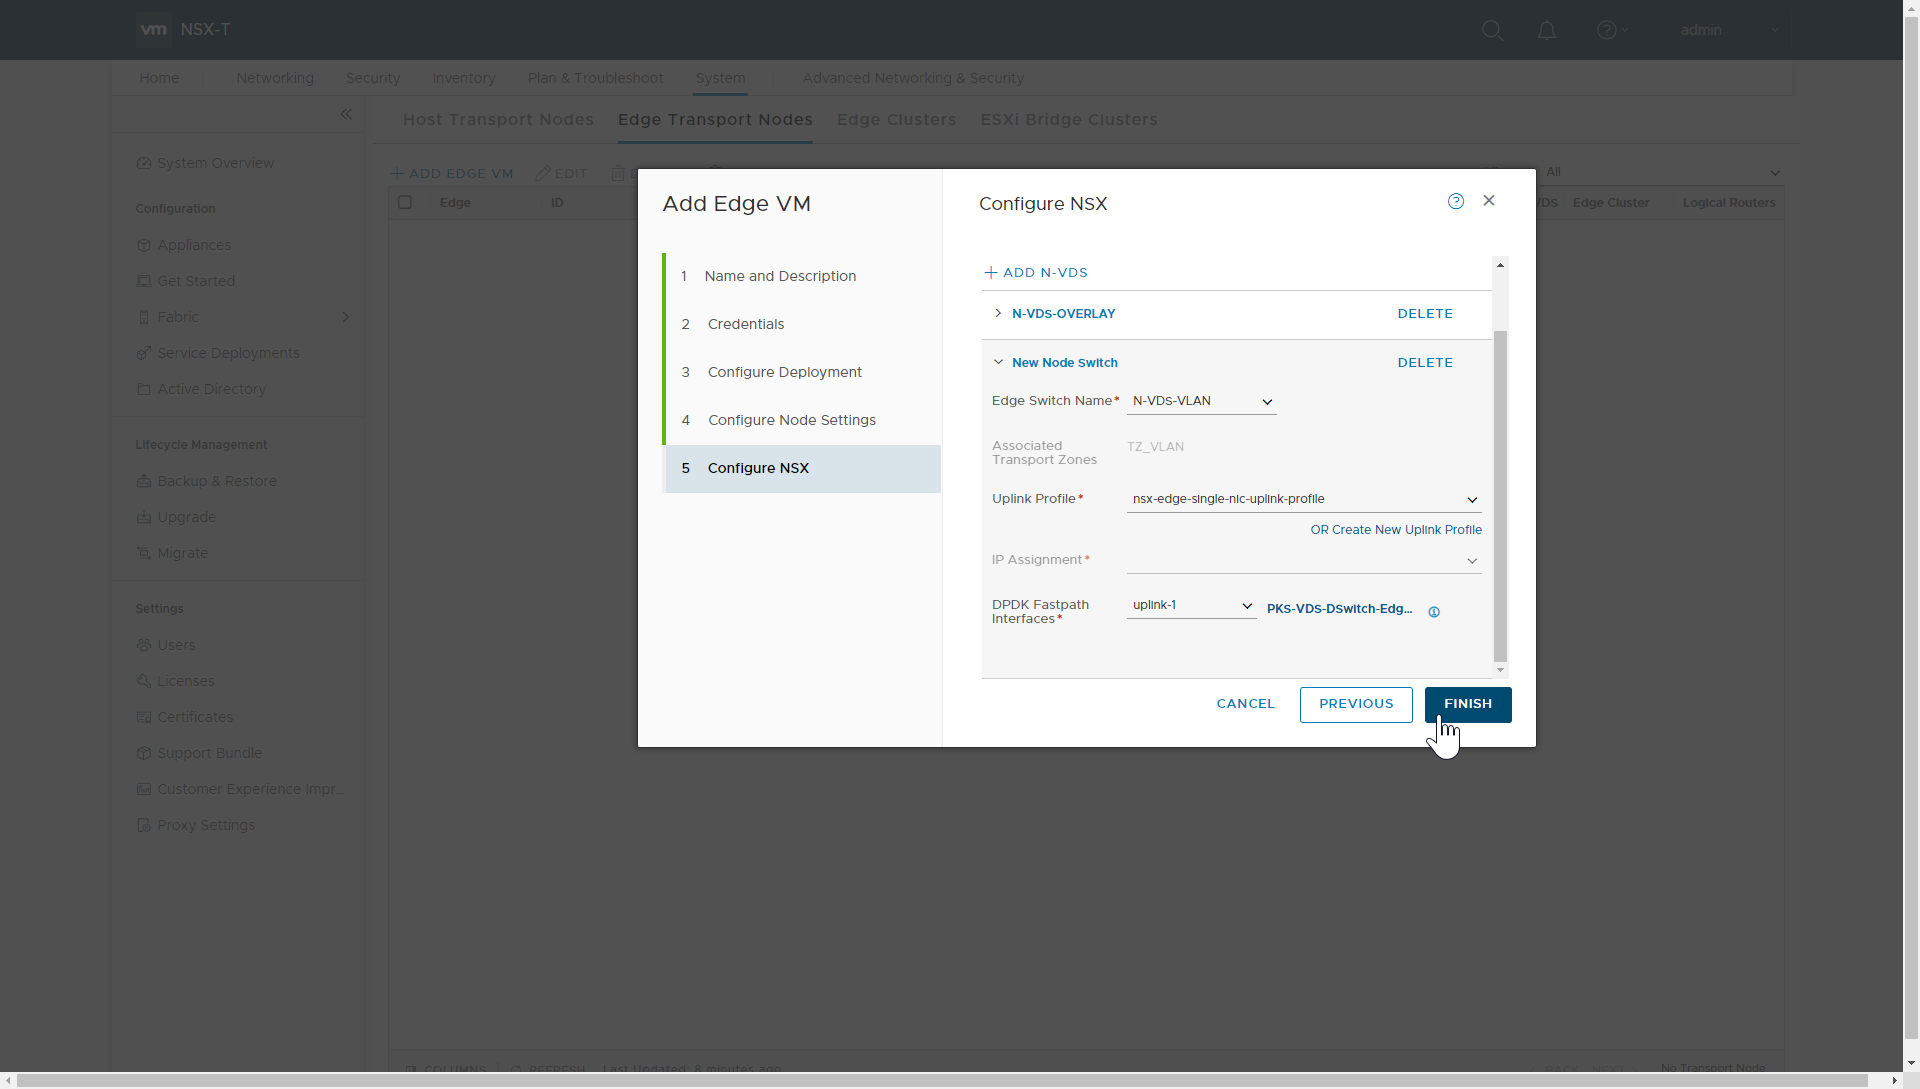 vm NSX-T
admin
Home Networking Security Inventory Plan & Troubleshoot System Advanced Networking & Security
Host Transport Nodes Edge Transport Nodes Edge Clusters ESXi Bridge Clusters
System Overview
Configuration
Appliances
Get Started
Fabric
Service Deployments
Active Directory
Lifecycle Management
Backup & Restore
Upgrade
Migrate
Settings
Users
Licenses
Certificates
Support Bundle
Customer Experience Impr...
Proxy Settings
+ ADD EDGE VM EDIT
All
Edge ID
VDS Edge Cluster Logical Routers
Add Edge VM
1 Name and Description
2 Credentials
3 Configure Deployment
4 Configure Node Settings
5 Configure NSX
Configure NSX
+ ADD N-VDS
N-VDS-OVERLAY DELETE
New Node Switch DELETE
Edge Switch Name* N-VDS-VLAN
Associated
Transport Zones TZ_VLAN
Uplink Profile* nsx-edge-single-nic-uplink-profile
OR Create New Uplink Profile
IP Assignment*
DPDK Fastpath
Interfaces* uplink-1 PKS-VDS-DSwitch-Edg...
CANCEL PREVIOUS FINISH
COLUMNS REFRESH Last Updated: 8 minutes ago
BACK NEXT No Transport Node